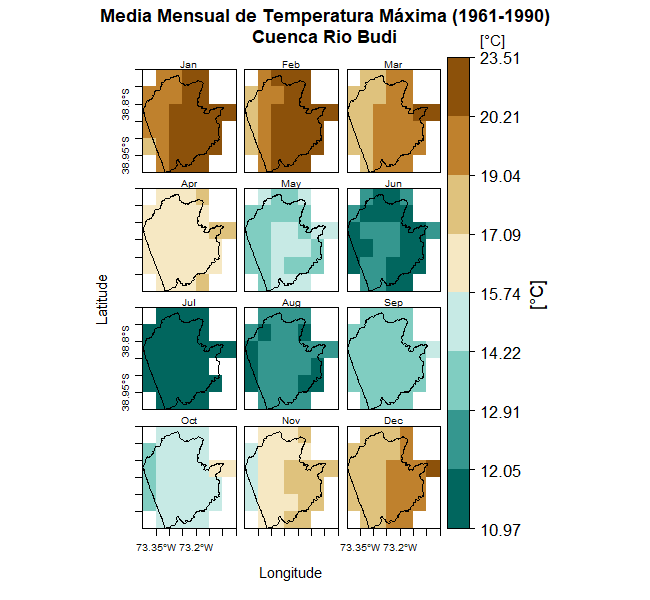 Media Mensual de Temperatura Máxima (1961-1990)
Cuenca Rio Budi
[°C]
Jan Feb Mar
Apr May Jun
Jul Aug Sep
Oct Nov Dec
38.8°S
38.95°S
38.8°S
38.95°S
Latitude
73.35°W 73.2°W
73.35°W 73.2°W
Longitude
23.51
20.21
19.04
17.09
15.74
14.22
12.91
12.05
10.97
[°C]